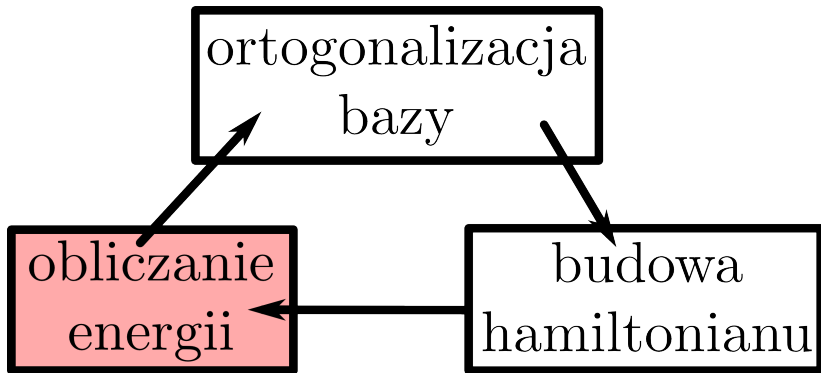 ortogonalizacja
bazy
obliczanie
energii
budowa
hamiltonianu